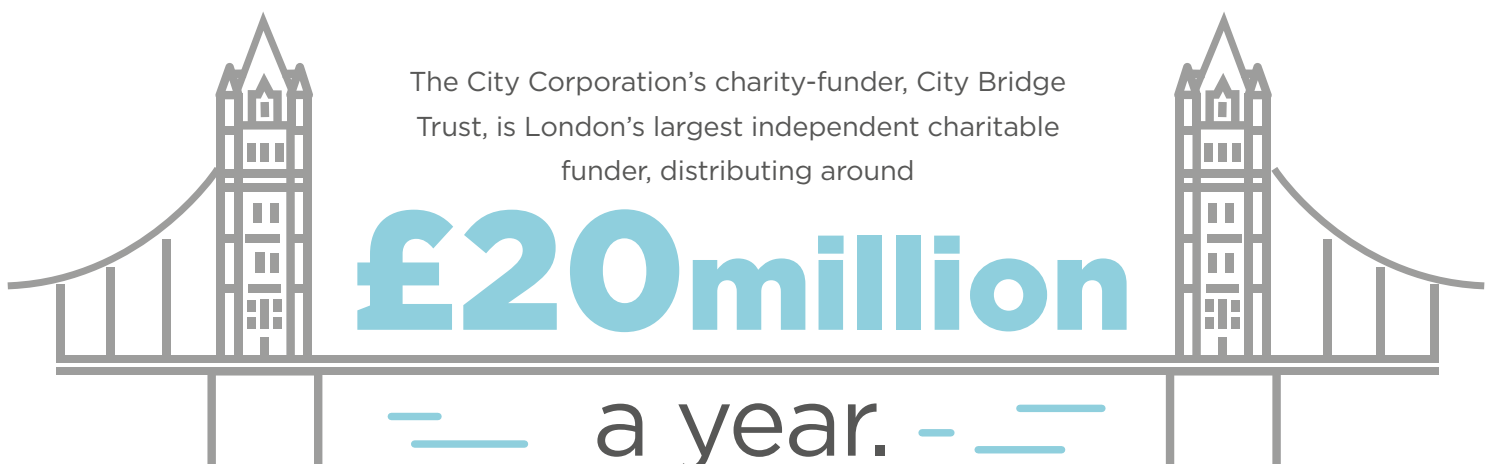 The City Corporation’s charity-funder, City Bridge
Trust, is London’s largest independent charitable
funder, distributing around
£20million
a year.